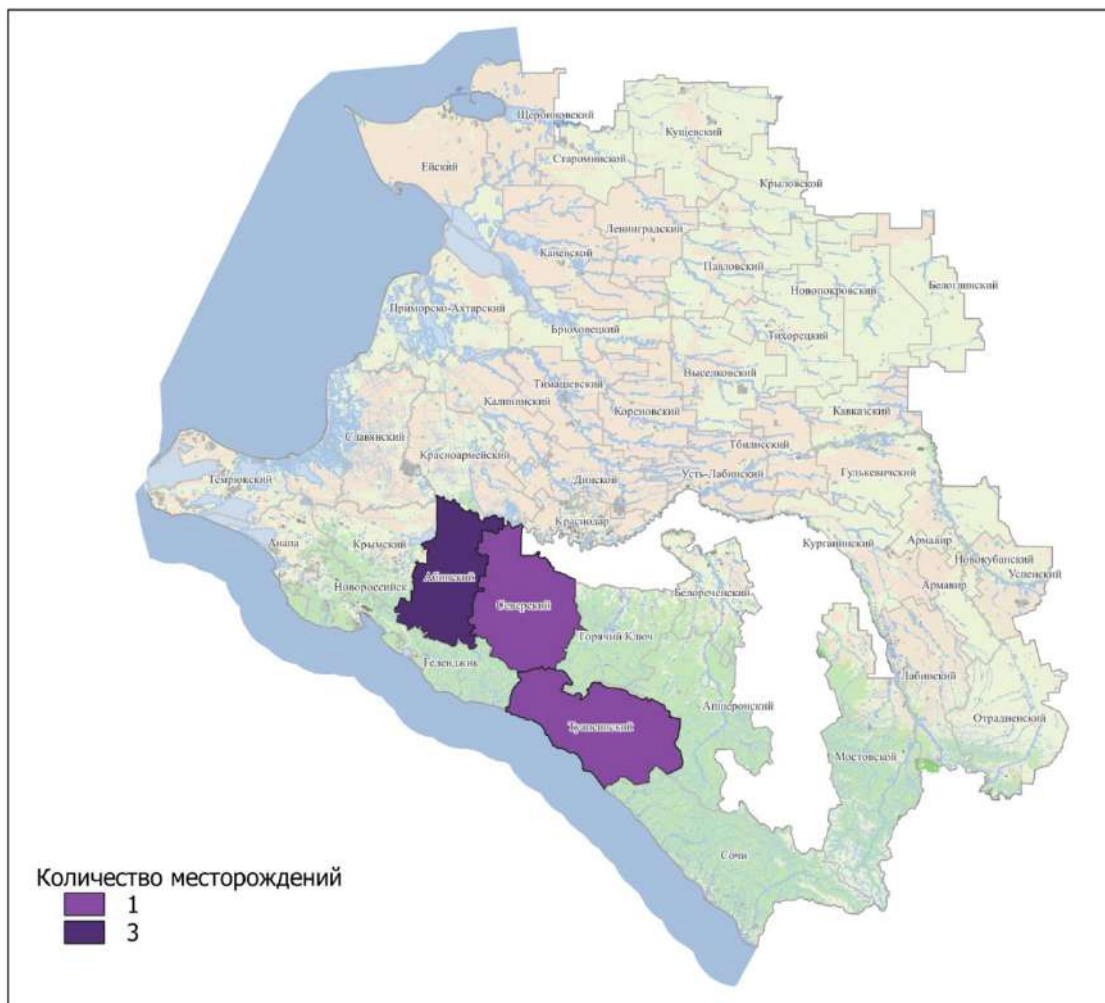 Щербиновский
Кущевский
Староминской
Ейский
Крыловской
Ленинградский
Каневской
Павловский
Белоглинский
Новопокровский
Приморско-Ахтарский
Брюховецкий
Тихорецкий
Выселковский
Тимашевский
Калининский
Кореновский
Кавказский
Славянский
Тбилисский
Красноармейский
Гулькевичский
Темрюкский
Динской
Усть-Лабинский
Краснодар
Анапа
Крымский
Курганинский
Армавир
Новокубанский
Успенский
Абинский
Новороссийск
Армавир
Белореченский
Северский
Горячий Ключ
Геленджик
Лабинский
Апшеронский
Отрадненский
Туапсинский
Мостовской
Сочи
Количество месторождений
1
3